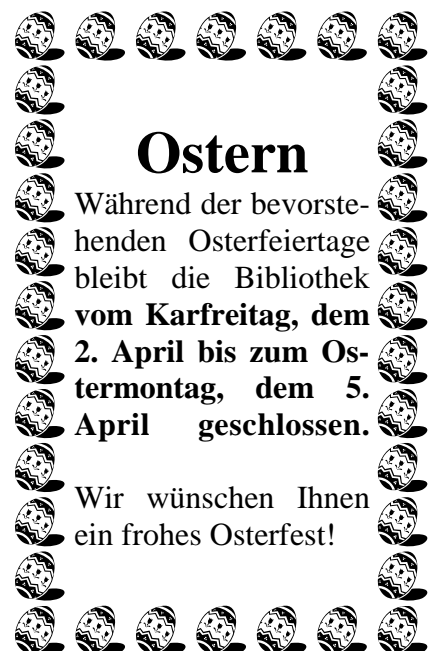 Ostern
Während der bevorste-
henden Osterfeiertage
bleibt die Bibliothek
vom Karfreitag, dem
2. April bis zum Os-
termontag, dem 5.
April geschlossen.
Wir wünschen Ihnen
ein frohes Osterfest!